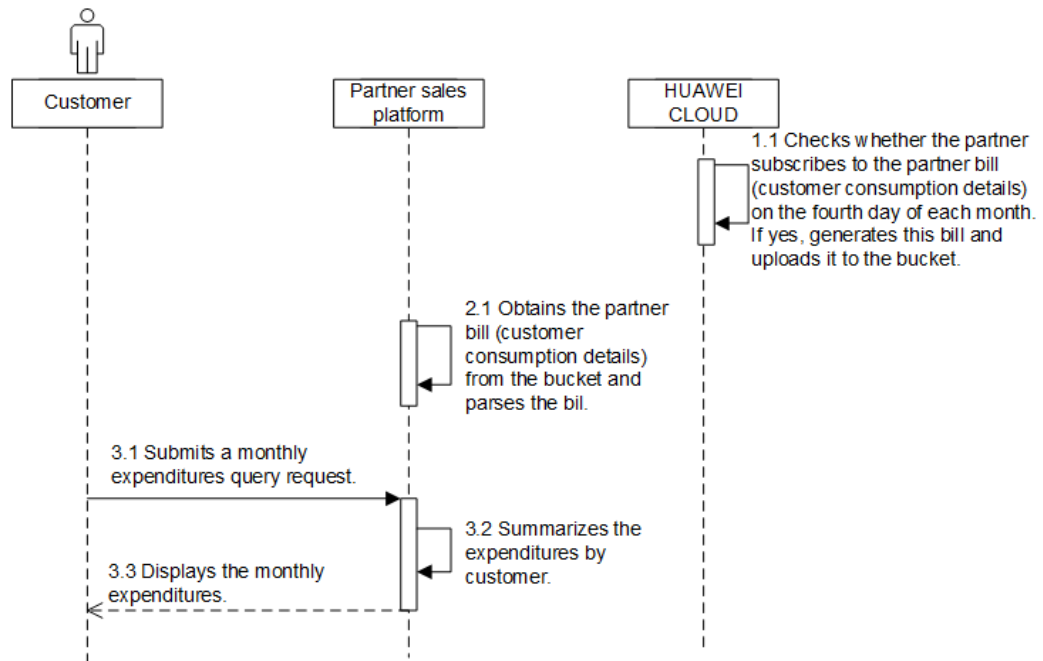 Customer
Partner sales
platform
HUAWEI
CLOUD
1.1 Checks whether the partner
subscribes to the partner bill
(customer consumption details)
on the fourth day of each month.
If yes, generates this bill and
uploads it to the bucket.
2.1 Obtains the partner
bill (customer
consumption details)
from the bucket and
parses the bil.
3.1 Submits a monthly
expenditures query request.
3.2 Summarizes the
expenditures by
customer.
3.3 Displays the monthly
expenditures.